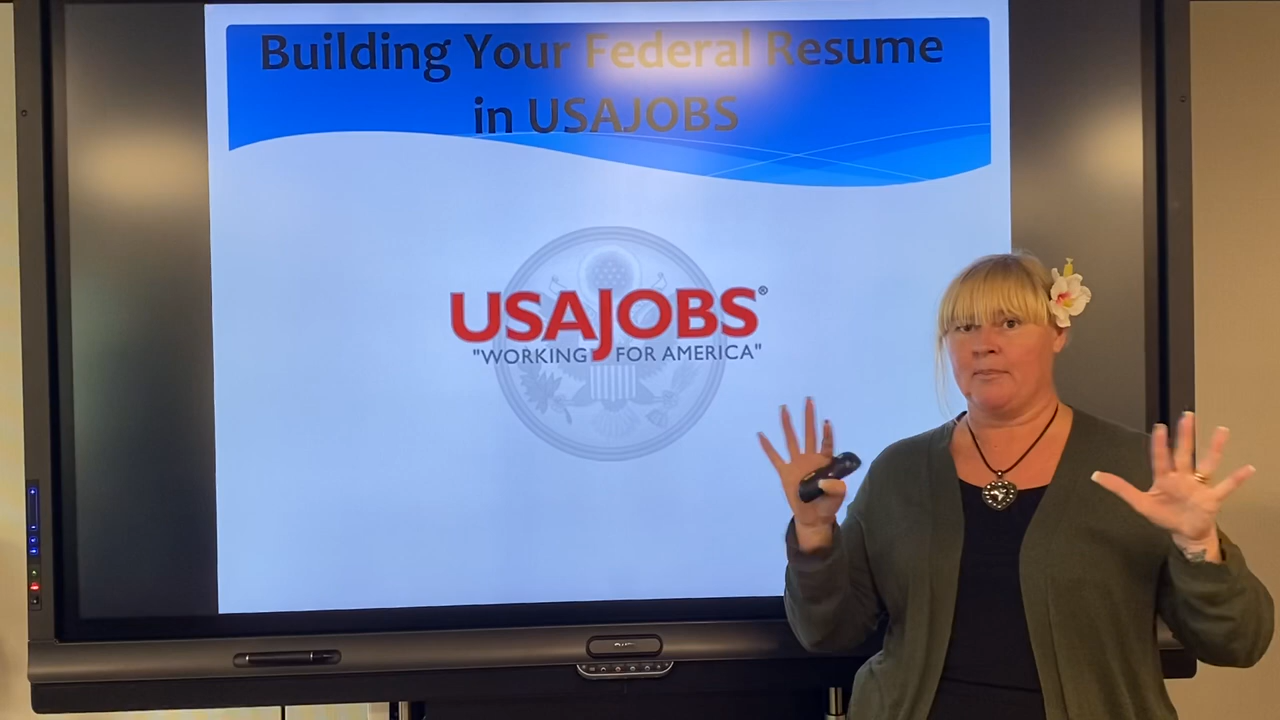 Building Your Federal Resume
in USAJOBS
USAJOBS®
"WORKING FOR AMERICA"